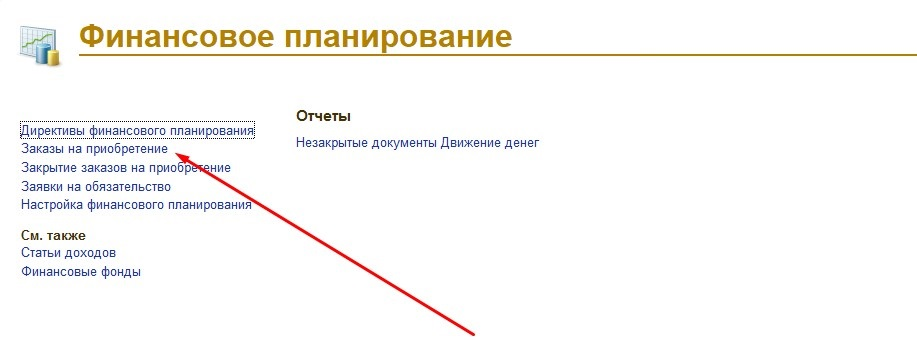 Финансовое планирование
Директивы финансового планирования
Заказы на приобретение
Закрытие заказов на приобретение
Заявки на обязательство
Настройка финансового планирования
См. также
Статьи доходов
Финансовые фонды
Отчеты
Незакрытые документы Движение денег